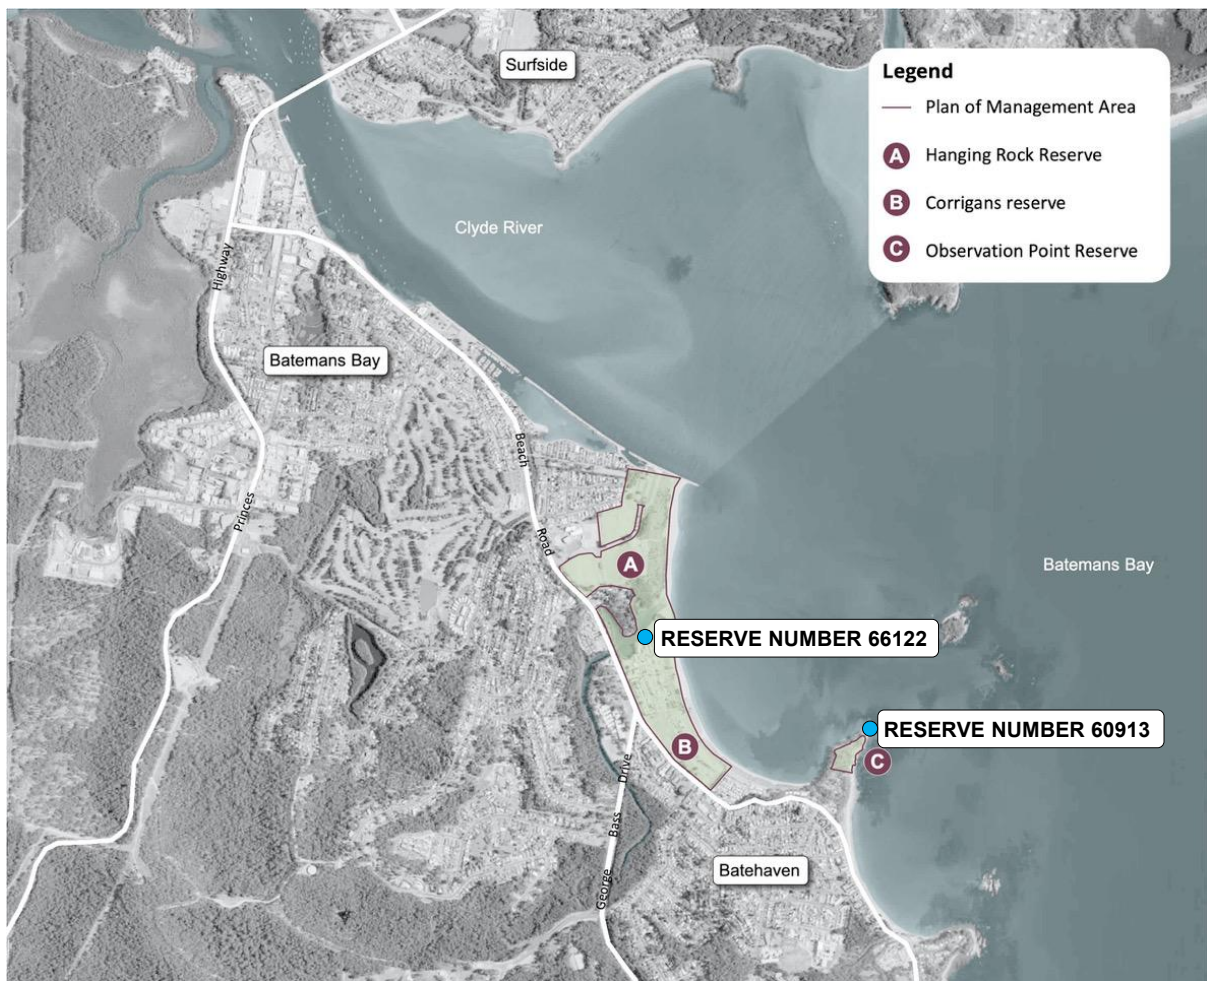 Surfside
Legend
Plan of Management Area
A Hanging Rock Reserve
B Corrigans reserve
C Observation Point Reserve
Clyde River
Highway
Batemans Bay
Beach
Princes
Road
A
Batemans Bay
RESERVE NUMBER 66122
RESERVE NUMBER 60913
B
C
Drive
Bass
George
Batehaven